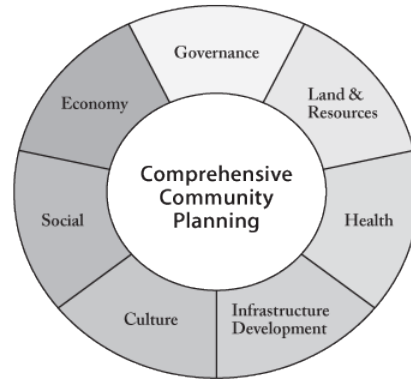 Governance
Land &
Resources
Health
Infrastructure
Development
Culture
Social
Economy
Comprehensive
Community
Planning